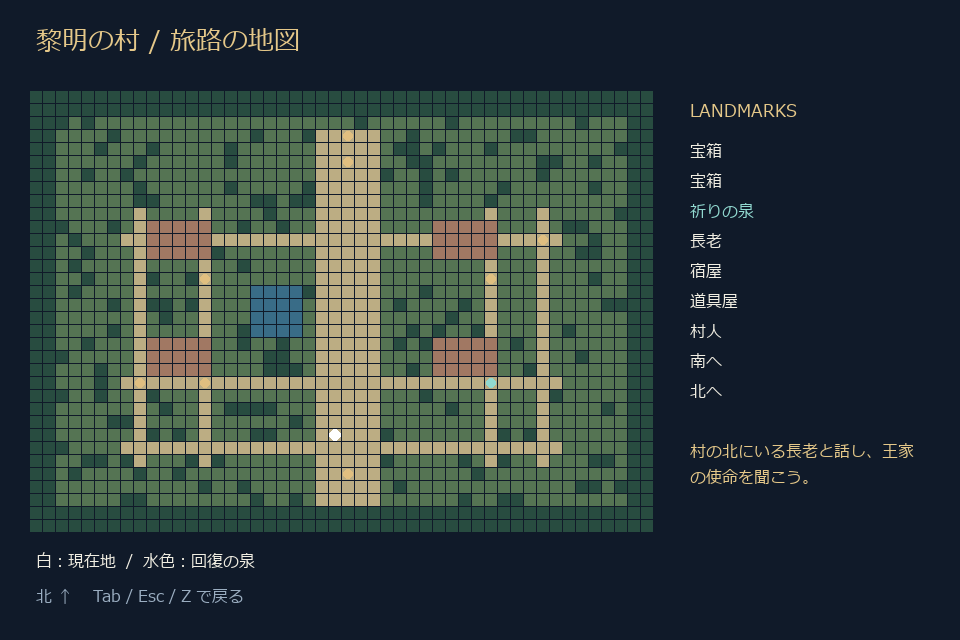 黎明の村 / 旅路の地図
LANDMARKS
宝箱
宝箱
祈りの泉
長老
宿屋
道具屋
村人
南へ
北へ
村の北にいる長老と話し、王家
の使命を聞こう。
白：現在地 / 水色：回復の泉
北 ↑ Tab / Esc / Z で戻る